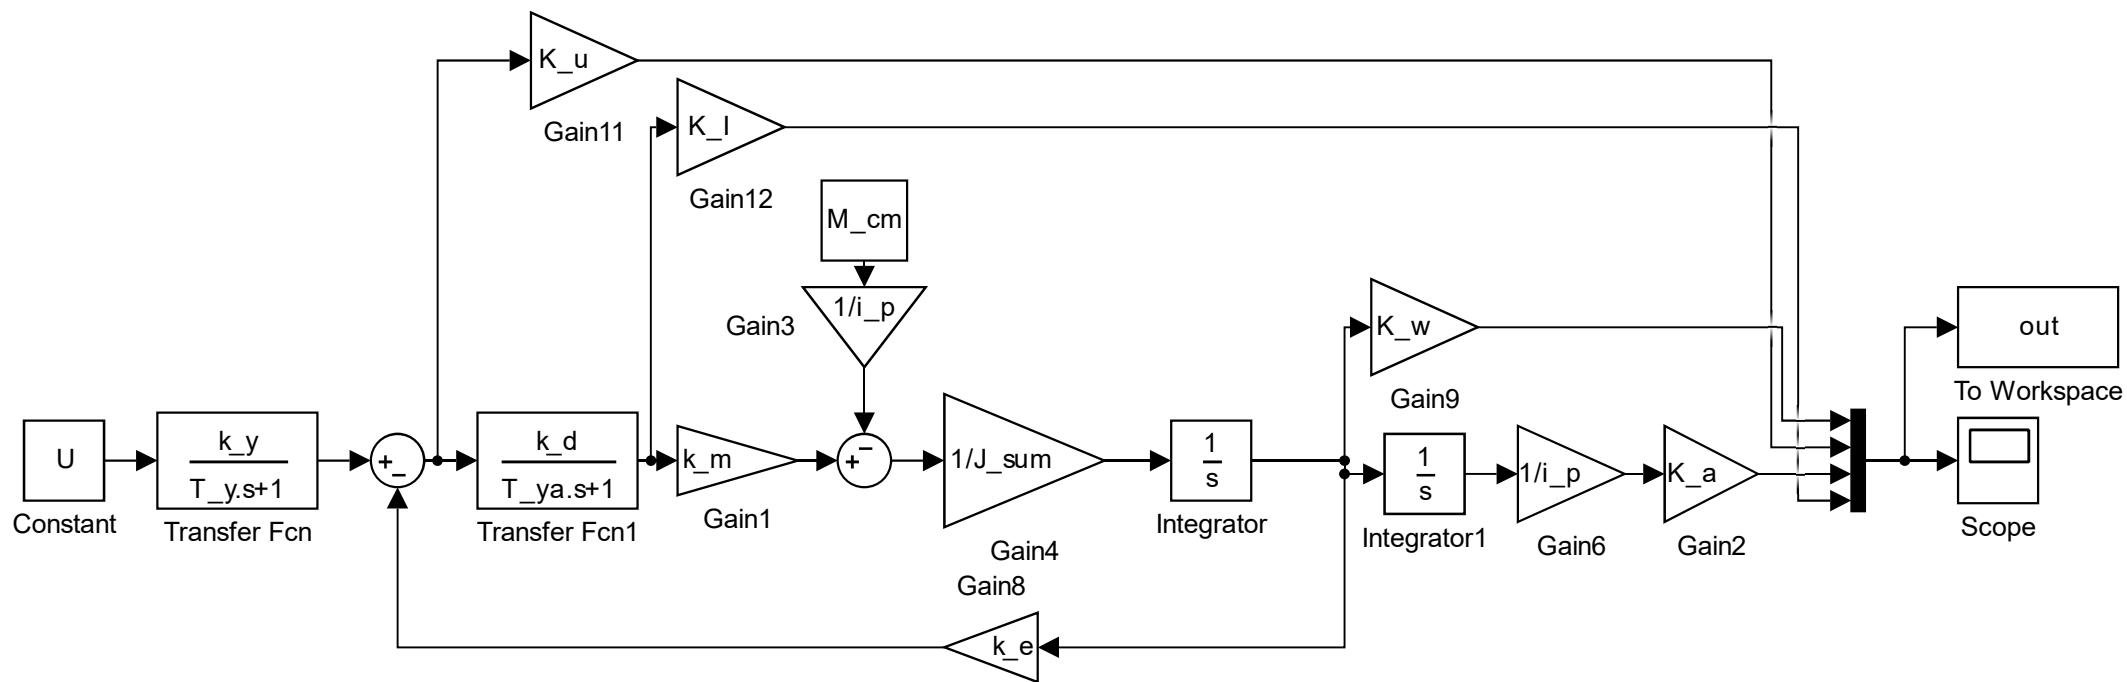 K_u
Gain11
K_I
Gain12
M_cm
1/i_p
Gain3
K_w
Gain9
out
To Workspace
U
Constant
k_y
T_y.s+1
Transfer Fcn
+
−
k_d
T_ya.s+1
Transfer Fcn1
k_m
Gain1
+
−
1/J_sum
Gain4
1
s
Integrator
1
s
Integrator1
1/i_p
Gain6
K_a
Gain2
Scope
Gain8
k_e